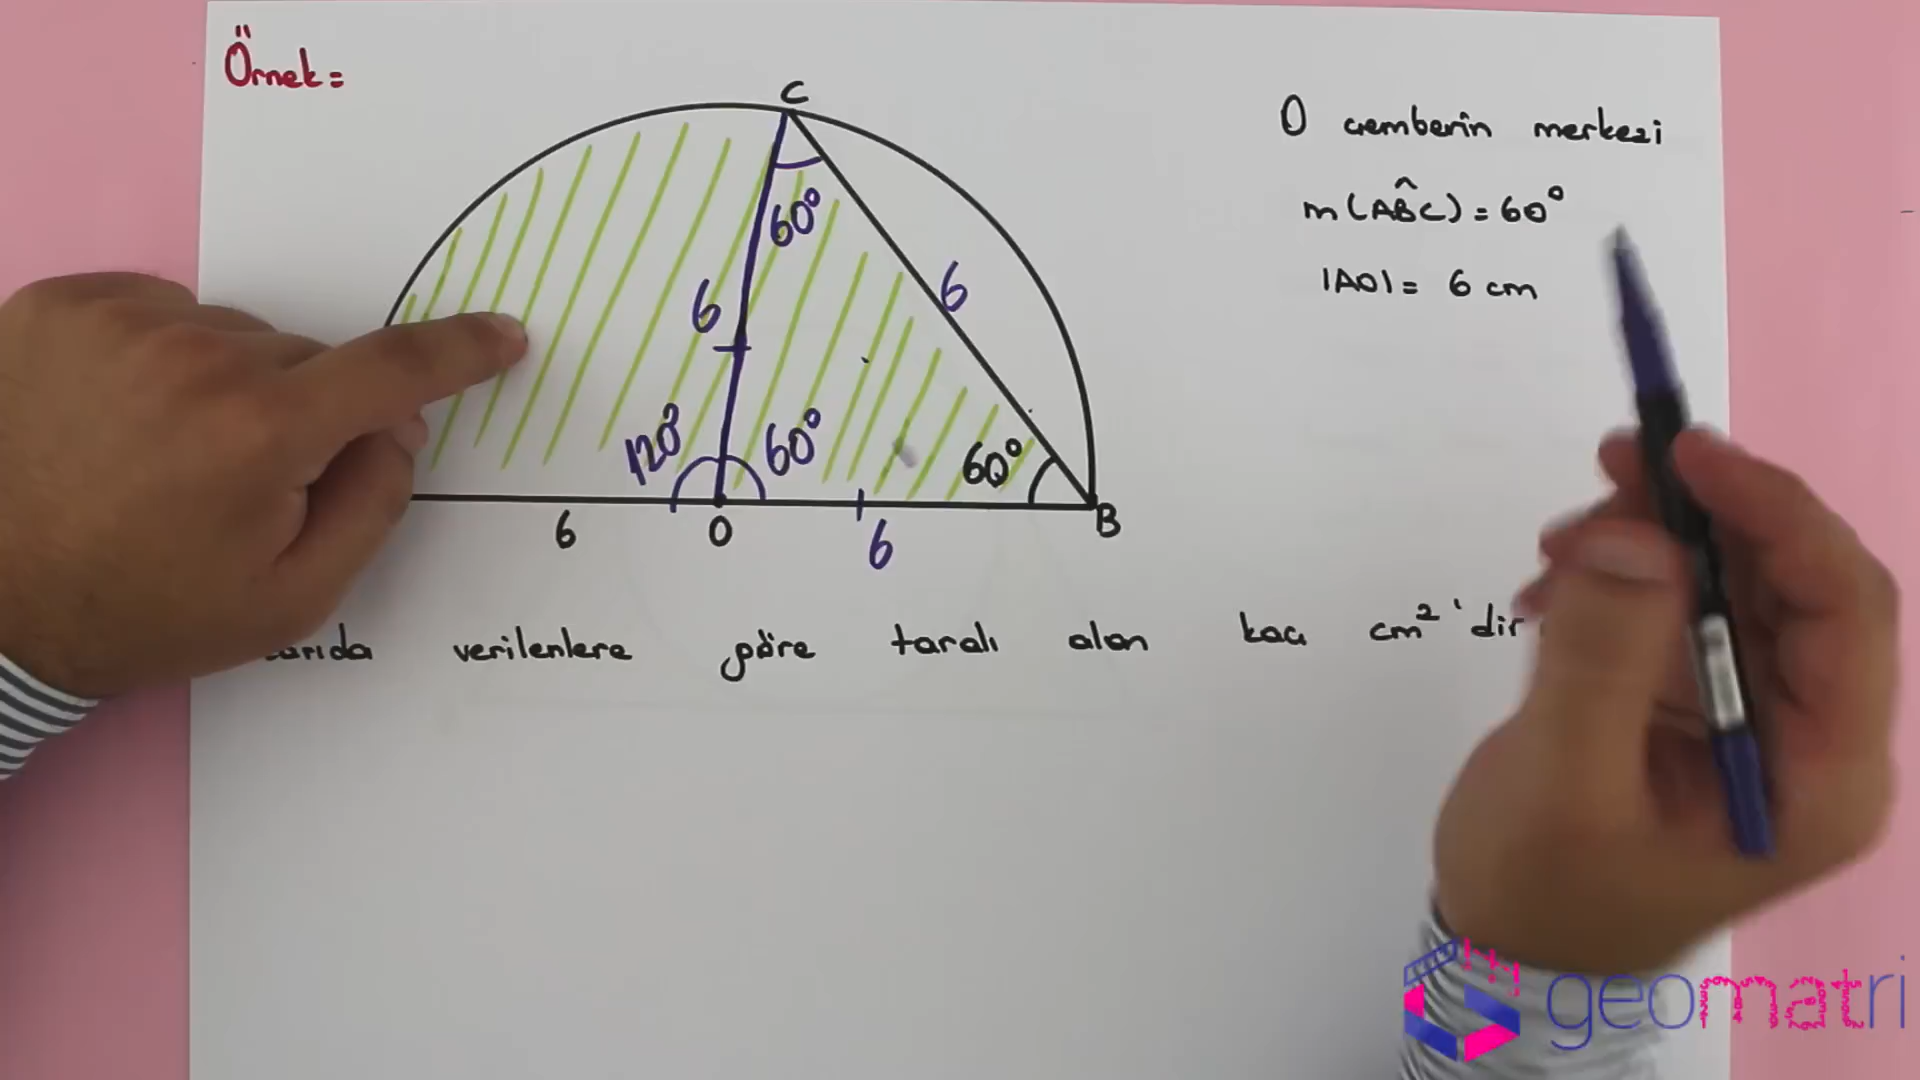 Örnek=
C
O çemberin merkezi
m(ABC)=60°
|AO|= 6 cm
60°
6
6
120°
60°
60°
6
O
6
B
verilenlere göre taralı alan kaç cm²'dir
geomatri